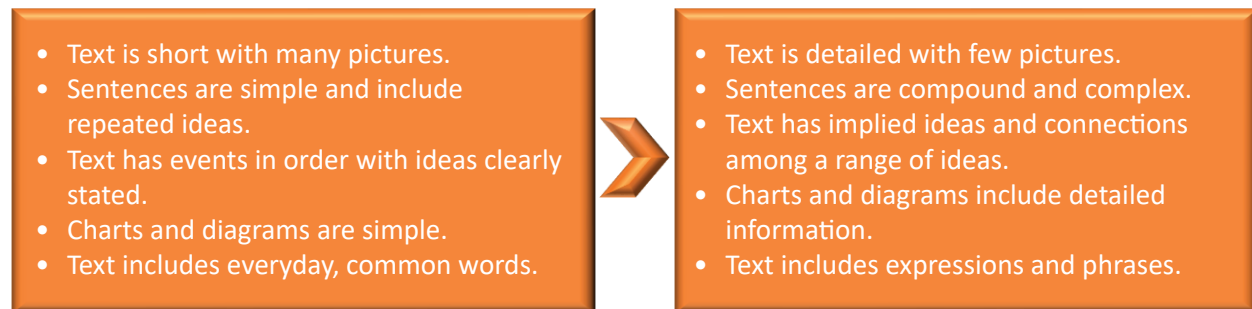 • Text is short with many pictures.
• Sentences are simple and include
repeated ideas.
• Text has events in order with ideas clearly
stated.
• Charts and diagrams are simple.
• Text includes everyday, common words.
• Text is detailed with few pictures.
• Sentences are compound and complex.
• Text has implied ideas and connections
among a range of ideas.
• Charts and diagrams include detailed
information.
• Text includes expressions and phrases.